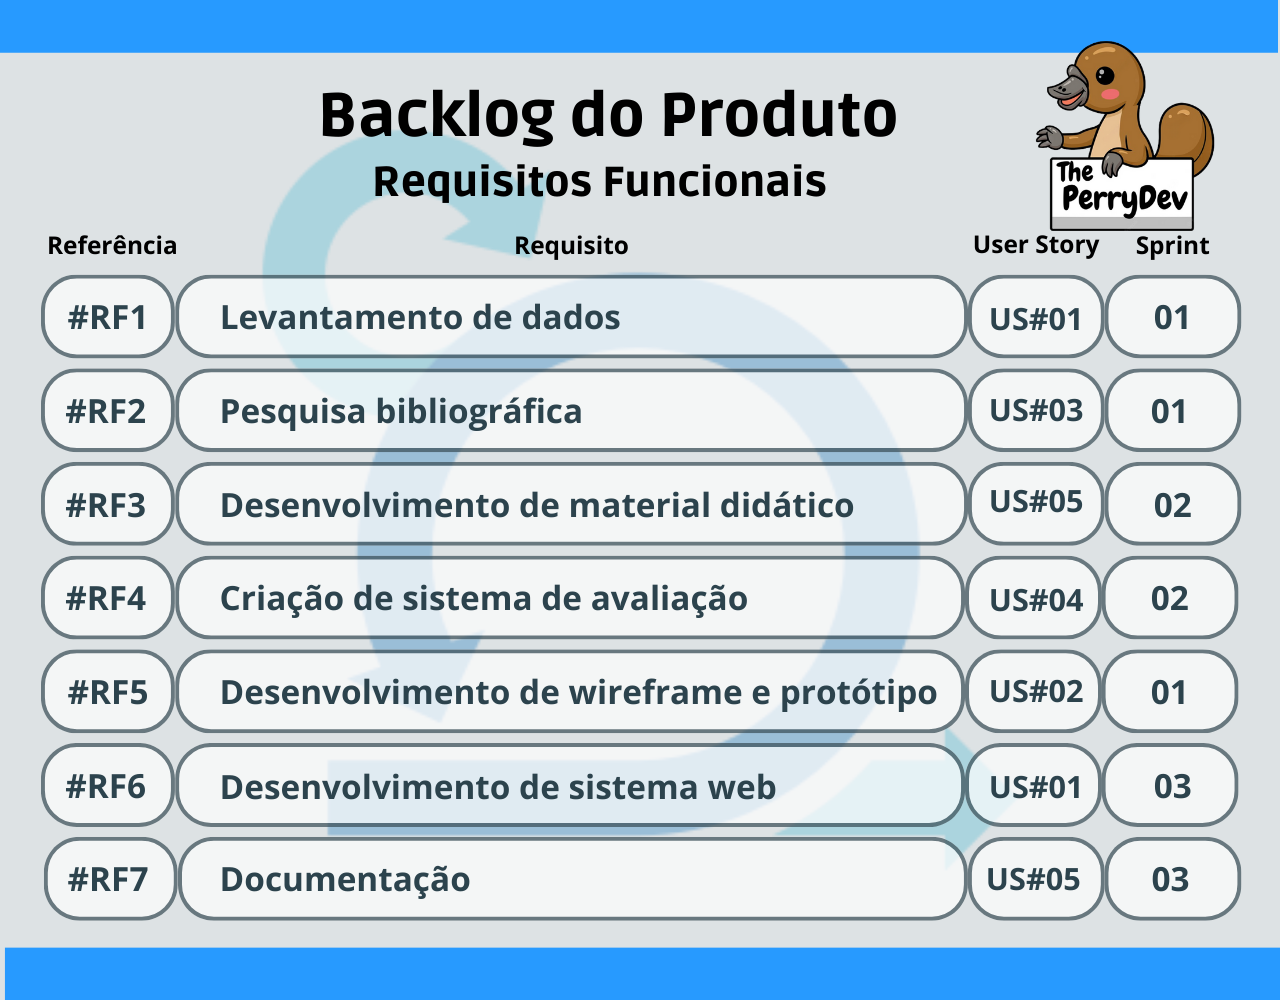 Backlog do Produto
Requisitos Funcionais
The
PerryDev
Referência Requisito User Story Sprint
#RF1 Levantamento de dados US#01 01
#RF2 Pesquisa bibliográfica US#03 01
#RF3 Desenvolvimento de material didático US#05 02
#RF4 Criação de sistema de avaliação US#04 02
#RF5 Desenvolvimento de wireframe e protótipo US#02 01
#RF6 Desenvolvimento de sistema web US#01 03
#RF7 Documentação US#05 03